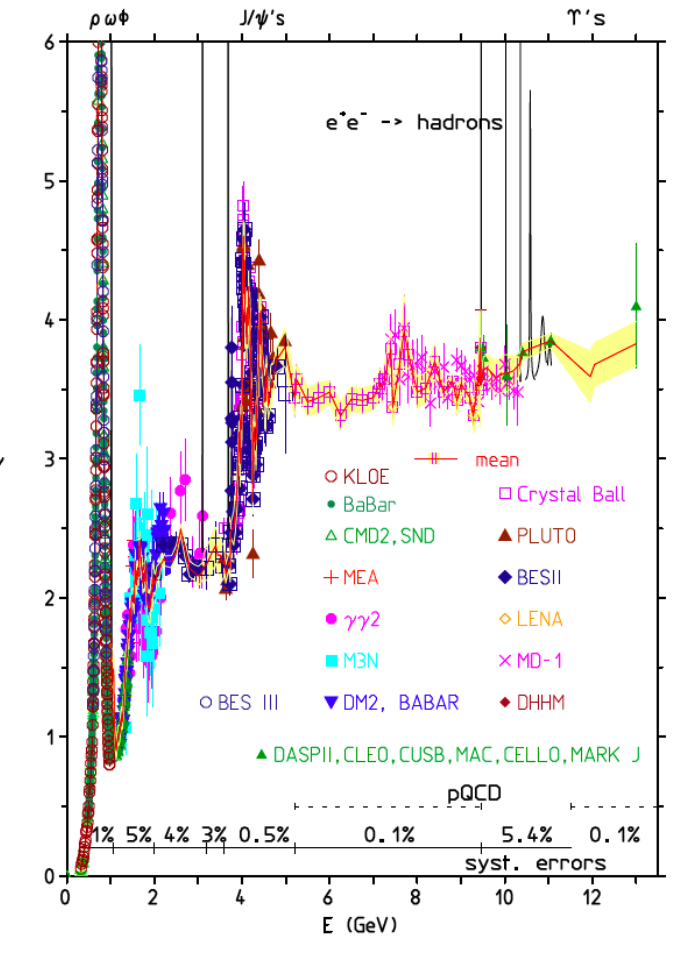 ρ ω Φ J/ψ's ϒ's
6
e⁺e⁻ -> hadrons
5
4
3
mean
KLOE
Crystal Ball
BaBar
CMD2,SND
PLUTO
MEA
BESII
2
γγ2
LENA
M3N
MD-1
BES III
DM2, BABAR
DHHM
1
DASPII,CLEO,CUSB,MAC,CELLO,MARK J
pQCD
1% 5% 4% 3% 0.5% 0.1% 5.4% 0.1%
syst. errors
0
0 2 4 6 8 10 12
E (GeV)